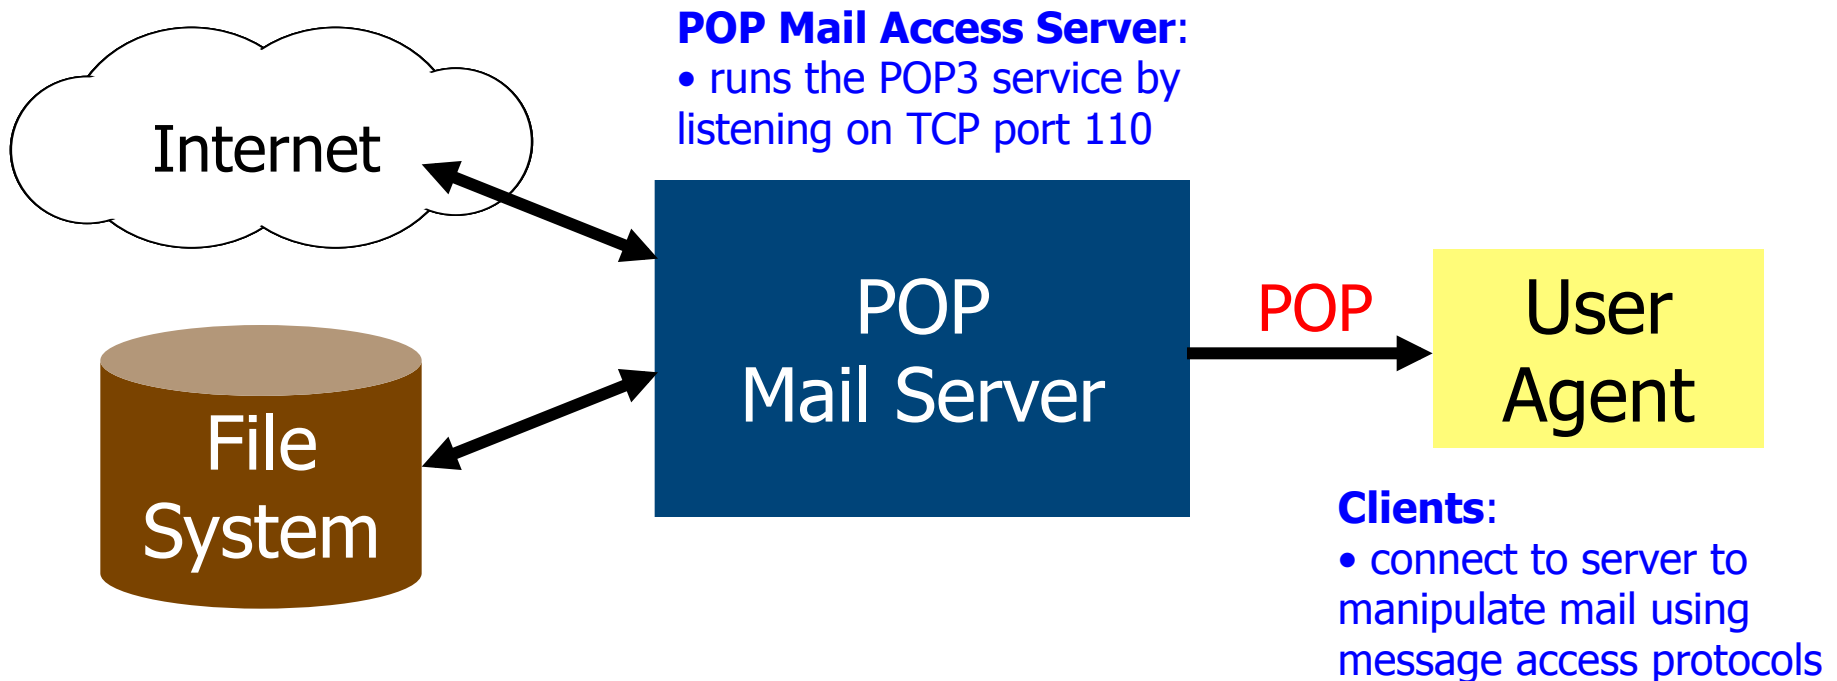 POP Mail Access Server:
• runs the POP3 service by
listening on TCP port 110
Internet
POP
Mail Server
POP
User
Agent
File
System
Clients:
• connect to server to
manipulate mail using
message access protocols